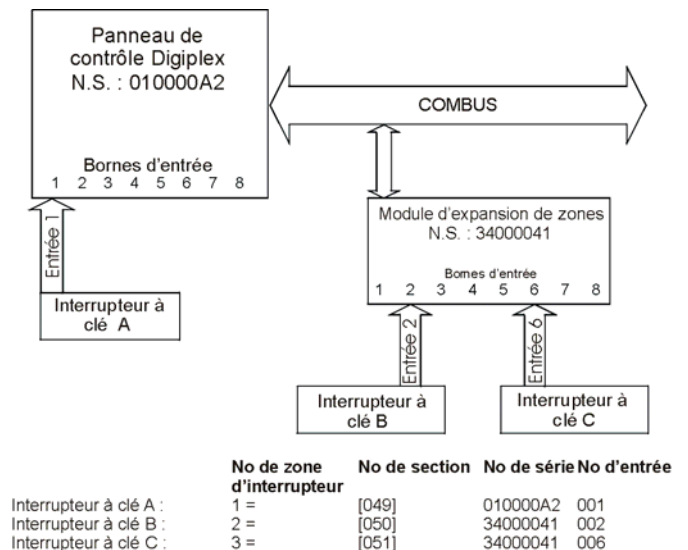 Panneau de
contrôle Digiplex
N.S. : 010000A2
Bornes d'entrée
1 2 3 4 5 6 7 8
COMBUS
Entrée 1
Interrupteur à
clé A
Module d'expansion de zones
N.S. : 34000041
Bornes d'entrée
1 2 3 4 5 6 7 8
Entrée 2
Entrée 6
Interrupteur à
clé B
Interrupteur à
clé C
No de zone d'interrupteur No de section No de série No d'entrée
Interrupteur à clé A : 1 = [049] 010000A2 001
Interrupteur à clé B : 2 = [050] 34000041 002
Interrupteur à clé C : 3 = [051] 34000041 006